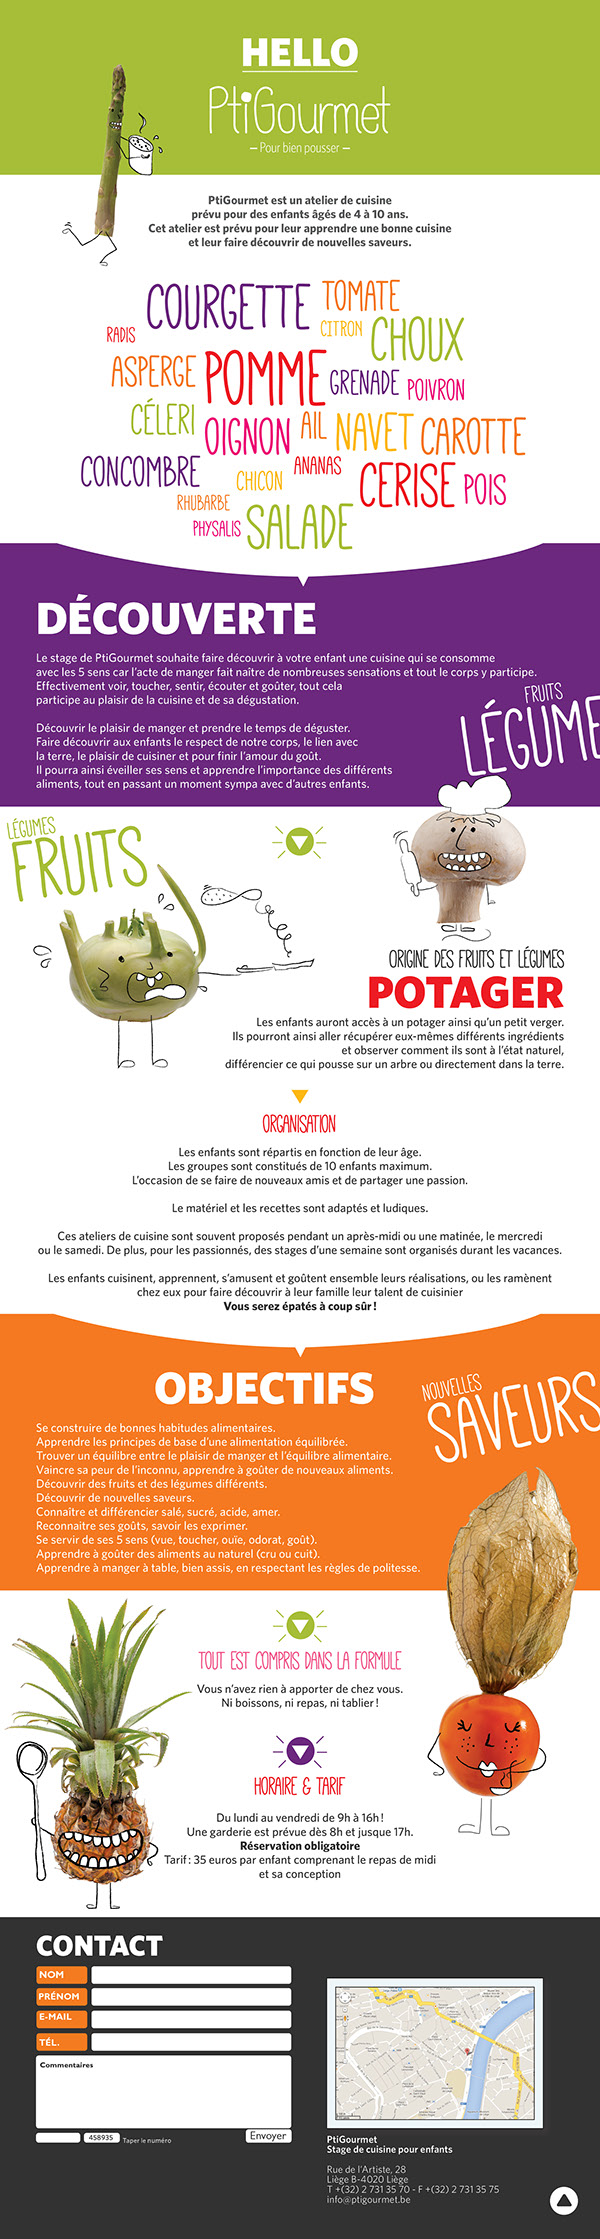 HELLO
PtiGourmet
– Pour bien pousser –
PtiGourmet est un atelier de cuisine
prévu pour des enfants âgés de 4 à 10 ans.
Cet atelier est prévu pour leur apprendre une bonne cuisine
et leur faire découvrir de nouvelles saveurs.
COURGETTE TOMATE
RADIS CITRON CHOUX
ASPERGE POMME GRENADE POIVRON
CÉLERI OIGNON AIL NAVET CAROTTE
CONCOMBRE CHICON ANANAS CERISE POIS
RHUBARBE
PHYSALIS SALADE
DÉCOUVERTE
Le stage de PtiGourmet souhaite faire découvrir à votre enfant une cuisine qui se consomme
avec les 5 sens car l'acte de manger fait naître de nombreuses sensations et tout le corps y participe.
Effectivement voir, toucher, sentir, écouter et goûter, tout cela
participe au plaisir de la cuisine et de sa dégustation.
Découvrir le plaisir de manger et prendre le temps de déguster.
Faire découvrir aux enfants le respect de notre corps, le lien avec
la terre, le plaisir de cuisiner et pour finir l'amour du goût.
Il pourra ainsi éveiller ses sens et apprendre l'importance des différents
aliments, tout en passant un moment sympa avec d'autres enfants.
FRUITS
LÉGUME
LÉGUMES
FRUITS
ORIGINE DES FRUITS ET LÉGUMES
POTAGER
Les enfants auront accès à un potager ainsi qu'un petit verger.
Ils pourront ainsi aller récupérer eux-mêmes différents ingrédients
et observer comment ils sont à l'état naturel,
différencier ce qui pousse sur un arbre ou directement dans la terre.
ORGANISATION
Les enfants sont répartis en fonction de leur âge.
Les groupes sont constitués de 10 enfants maximum.
L'occasion de se faire de nouveaux amis et de partager une passion.
Le matériel et les recettes sont adaptés et ludiques.
Ces ateliers de cuisine sont souvent proposés pendant un après-midi ou une matinée, le mercredi
ou le samedi. De plus, pour les passionnés, des stages d'une semaine sont organisés durant les vacances.
Les enfants cuisinent, apprennent, s'amusent et goûtent ensemble leurs réalisations, ou les ramènent
chez eux pour faire découvrir à leur famille leur talent de cuisinier
Vous serez épatés à coup sûr !
OBJECTIFS
NOUVELLES
SAVEURS
Se construire de bonnes habitudes alimentaires.
Apprendre les principes de base d'une alimentation équilibrée.
Trouver un équilibre entre le plaisir de manger et l'équilibre alimentaire.
Vaincre sa peur de l'inconnu, apprendre à goûter de nouveaux aliments.
Découvrir des fruits et des légumes différents.
Découvrir de nouvelles saveurs.
Connaitre et différencier salé, sucré, acide, amer.
Reconnaitre ses goûts, savoir les exprimer.
Se servir de ses 5 sens (vue, toucher, ouïe, odorat, goût).
Apprendre à goûter des aliments au naturel (cru ou cuit).
Apprendre à manger à table, bien assis, en respectant les règles de politesse.
TOUT EST COMPRIS DANS LA FORMULE
Vous n'avez rien à apporter de chez vous.
Ni boissons, ni repas, ni tablier !
HORAIRE & TARIF
Du lundi au vendredi de 9h à 16h !
Une garderie est prévue dès 8h et jusque 17h.
Réservation obligatoire
Tarif : 35 euros par enfant comprenant le repas de midi
et sa conception
CONTACT
NOM
PRÉNOM
E-MAIL
TÉL.
Commentaires
458935 Taper le numéro Envoyer
PtiGourmet
Stage de cuisine pour enfants
Rue de l'Artiste, 28
Liège B-4020 Liège
T +(32) 2 731 35 70 - F +(32) 2 731 35 75
info@ptigourmet.be